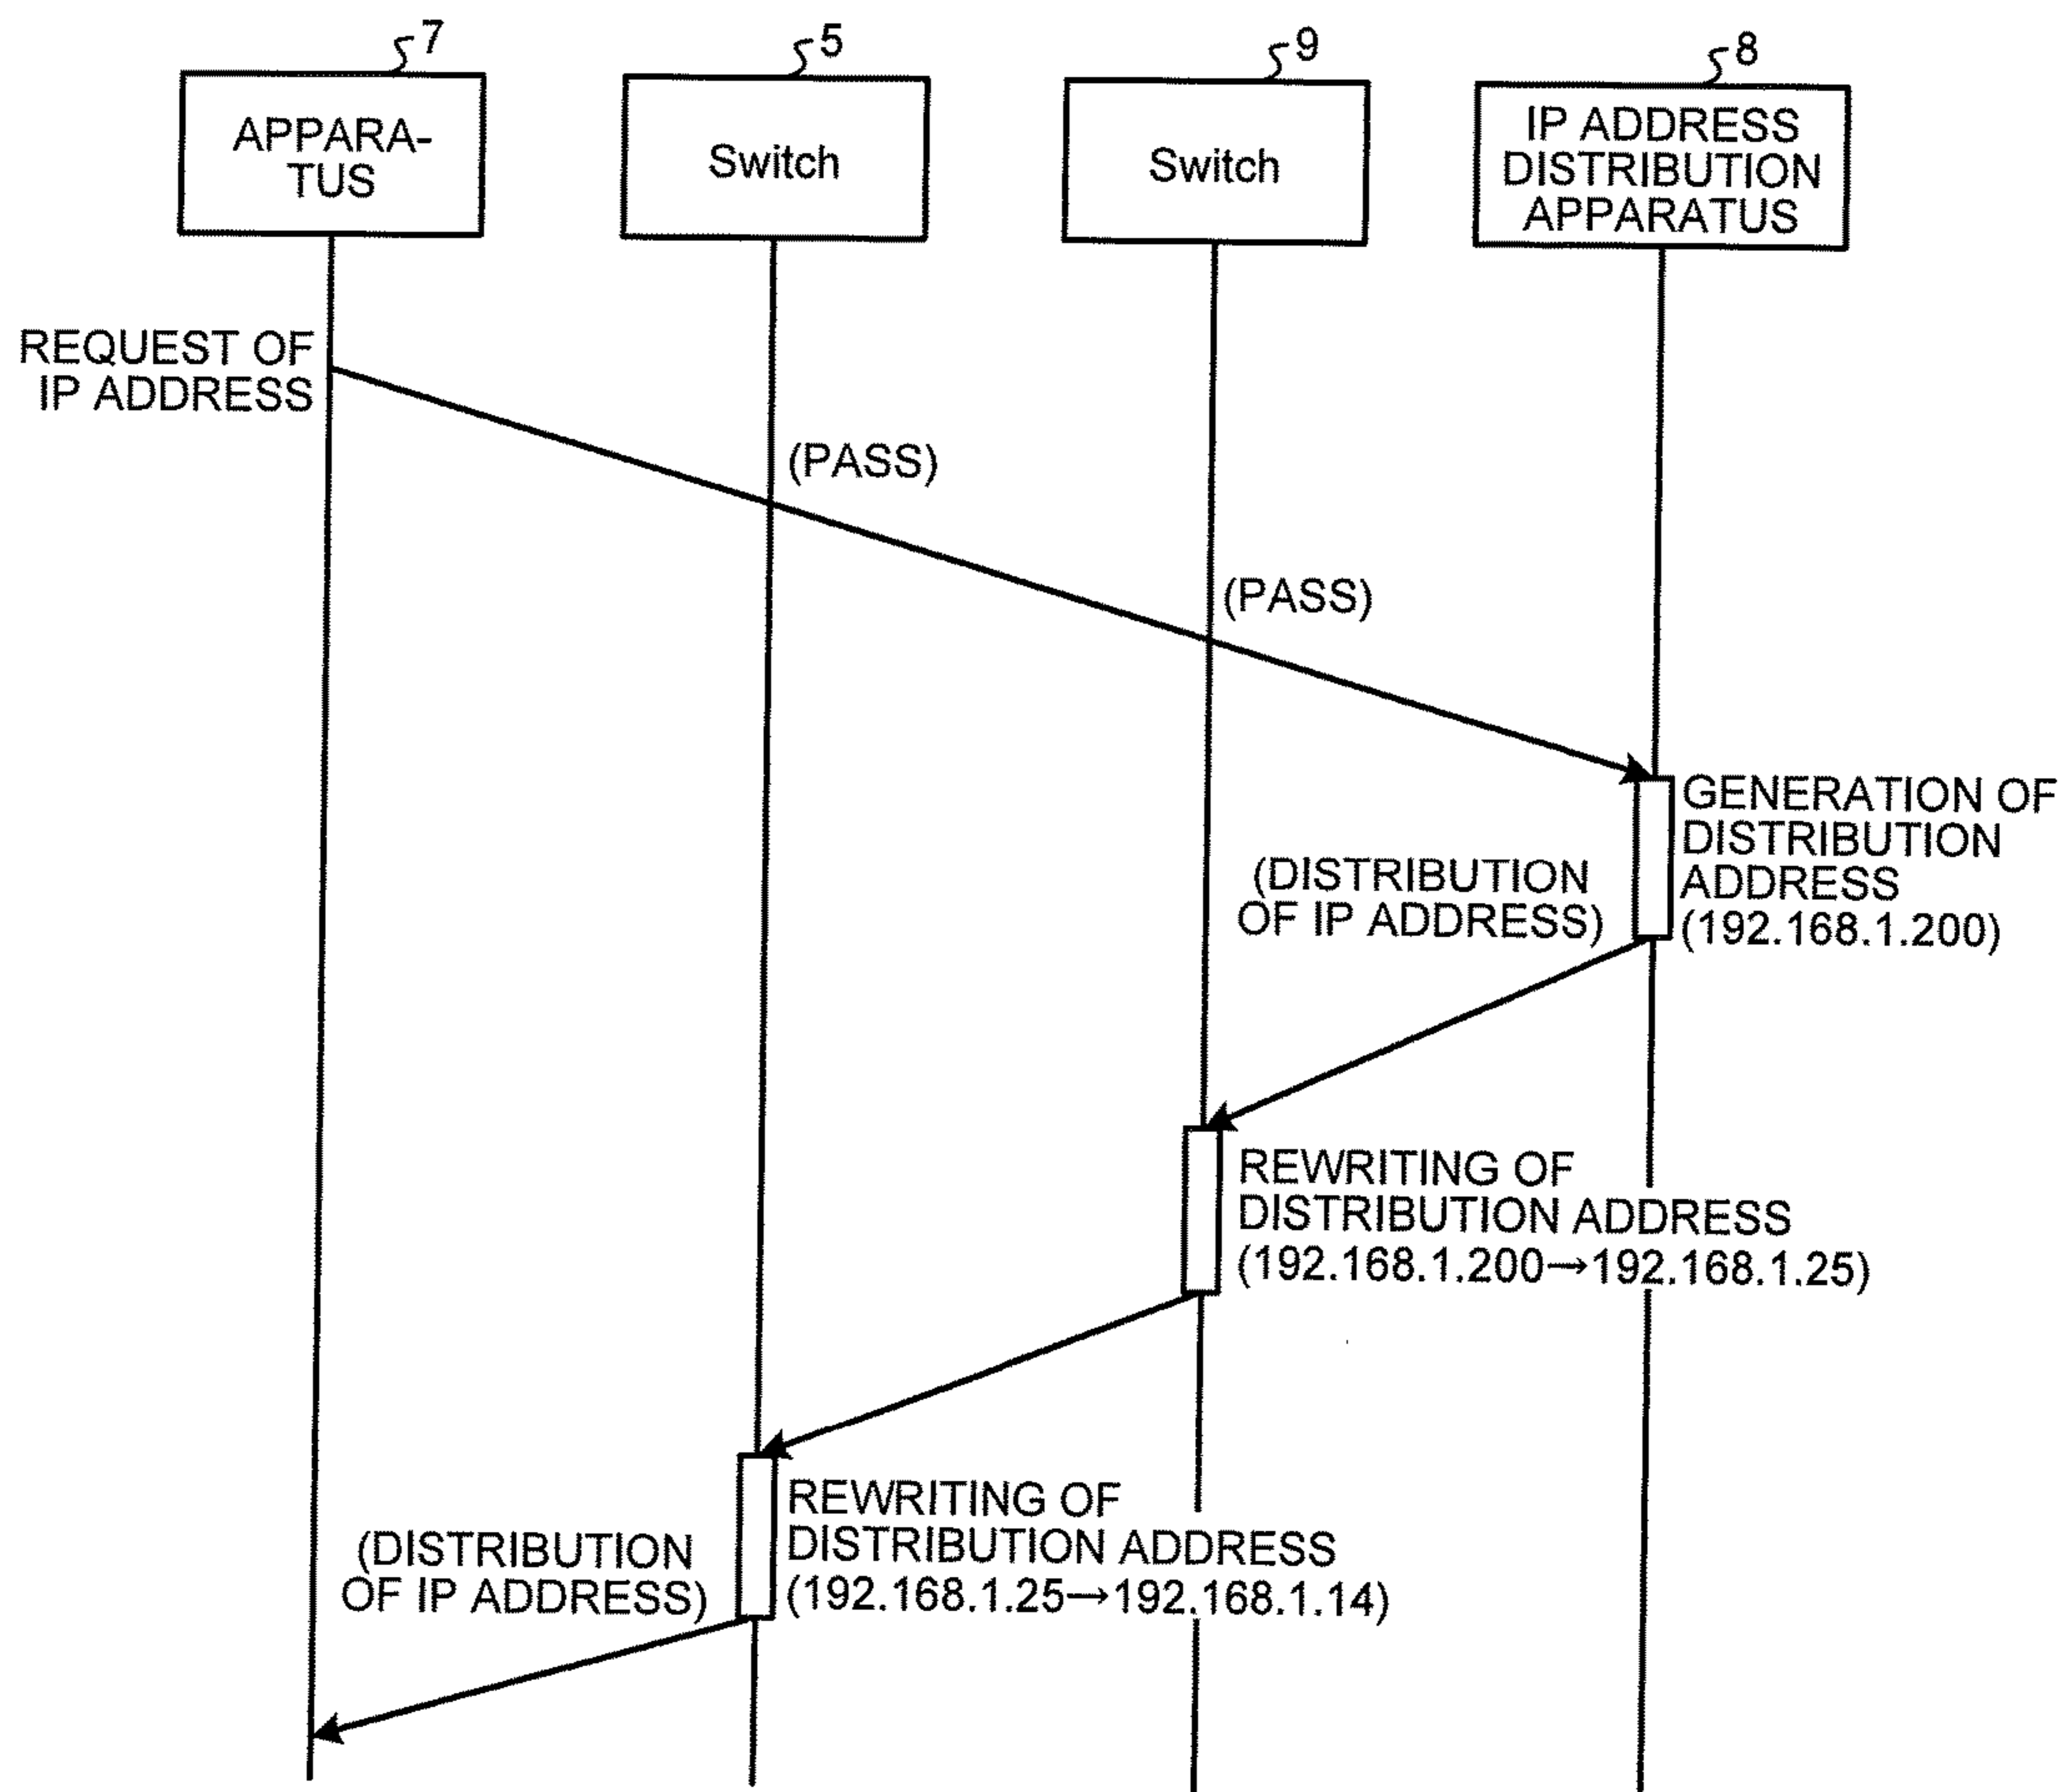 7
5
9
8
APPARA-
TUS
Switch
Switch
IP ADDRESS
DISTRIBUTION
APPARATUS
REQUEST OF
IP ADDRESS
(PASS)
(PASS)
GENERATION OF
DISTRIBUTION
ADDRESS
(192.168.1.200)
(DISTRIBUTION
OF IP ADDRESS)
REWRITING OF
DISTRIBUTION ADDRESS
(192.168.1.200→192.168.1.25)
REWRITING OF
DISTRIBUTION ADDRESS
(192.168.1.25→192.168.1.14)
(DISTRIBUTION
OF IP ADDRESS)